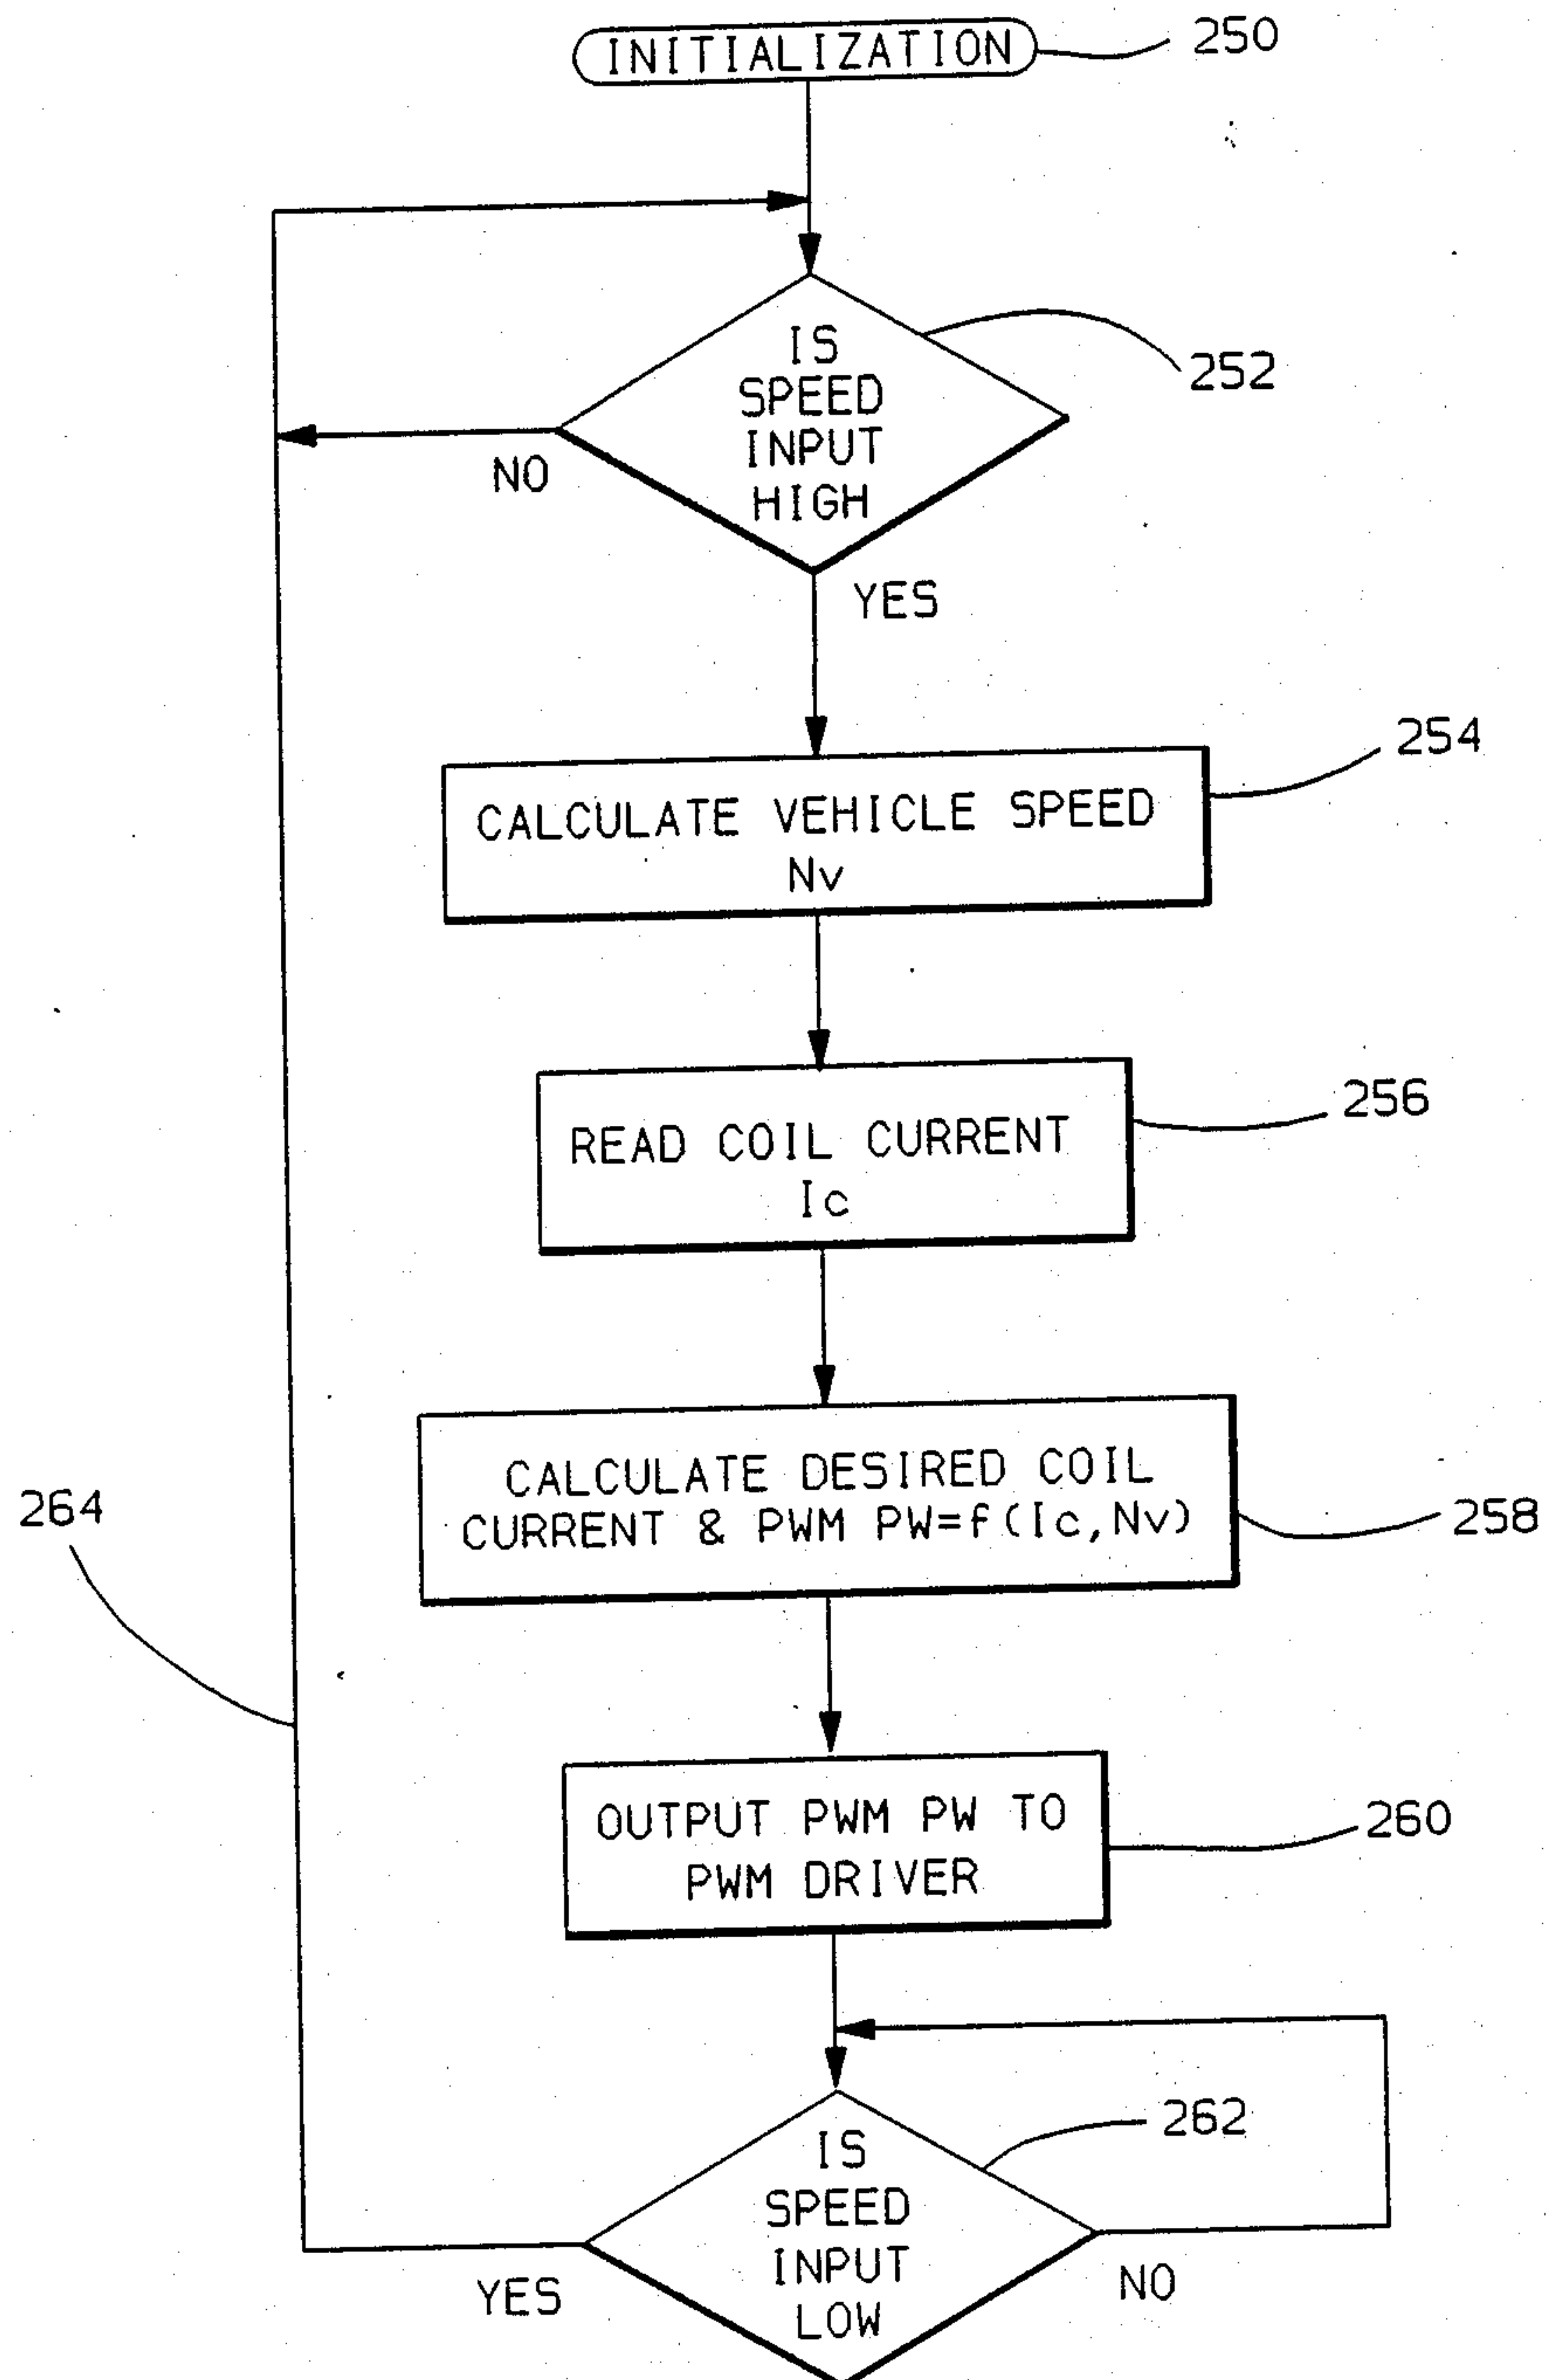 INITIALIZATION
250
IS
SPEED
INPUT
HIGH
252
NO
YES
CALCULATE VEHICLE SPEED
Nv
254
READ COIL CURRENT
Ic
256
CALCULATE DESIRED COIL
CURRENT & PWM PW=f(Ic,Nv)
258
264
OUTPUT PWM PW TO
PWM DRIVER
260
IS
SPEED
INPUT
LOW
262
YES
NO